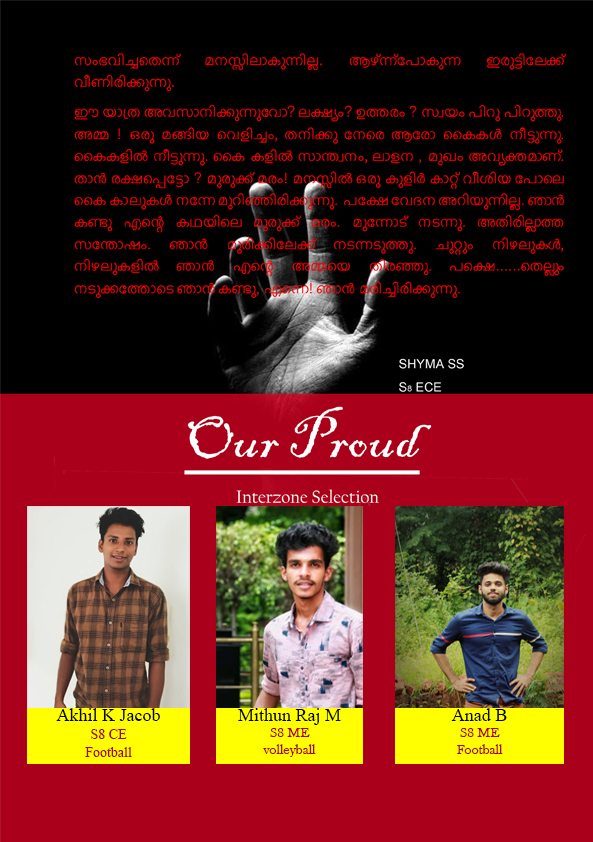 സംഭവിച്ചതെന്ന് മനസ്സിലാകുന്നില്ല. ആഴ്ന്ന്പോകുന്ന ഇരുട്ടിലേക്ക്
വീണിരിക്കുന്നു.
ഈ യാത്ര അവസാനിക്കുന്നുവോ? ലക്ഷ്യം? ഉത്തരം ? സ്വയം പിറു പിറുത്തു.
അമ്മ ! ഒരു മങ്ങിയ വെളിച്ചം, തനിക്കു നേരെ ആരോ കൈകൾ നീട്ടുന്നു.
കൈകളിൽ നീട്ടുന്നു. കൈ കളിൽ സാന്ത്വനം, ലാളന , മുഖം അവ്യക്തമാണ്.
താൻ രക്ഷപ്പെട്ടോ ? മുരുക്ക് മരം! മനസ്സിൽ ഒരു കുളിർ കാറ്റ് വീശിയ പോലെ
കൈ കാലുകൾ നന്നേ മുറിഞ്ഞിരിക്കുന്നു. പക്ഷേ വേദന അറിയുന്നില്ല. ഞാൻ
കണ്ടു എന്റെ കഥയിലെ മുരുക്ക് മരം. മുന്നോട് നടന്നു. അതിരില്ലാത്ത
സന്തോഷം. ഞാൻ മുരിക്കിലേക്ക് നടന്നടുത്തു. ചുറ്റും നിഴലുകൾ,
നിഴലുകളിൽ ഞാൻ എന്റെ അമ്മയെ തിരഞ്ഞു. പക്ഷെ......തെല്ലും
നടുക്കത്തോടെ ഞാൻ കണ്ടു, എന്നെ! ഞാൻ മരിച്ചിരിക്കുന്നു.
SHYMA SS
S8 ECE
Our Proud
Interzone Selection
Akhil K Jacob
S8 CE
Football
Mithun Raj M
S8 ME
volleyball
Anad B
S8 ME
Football